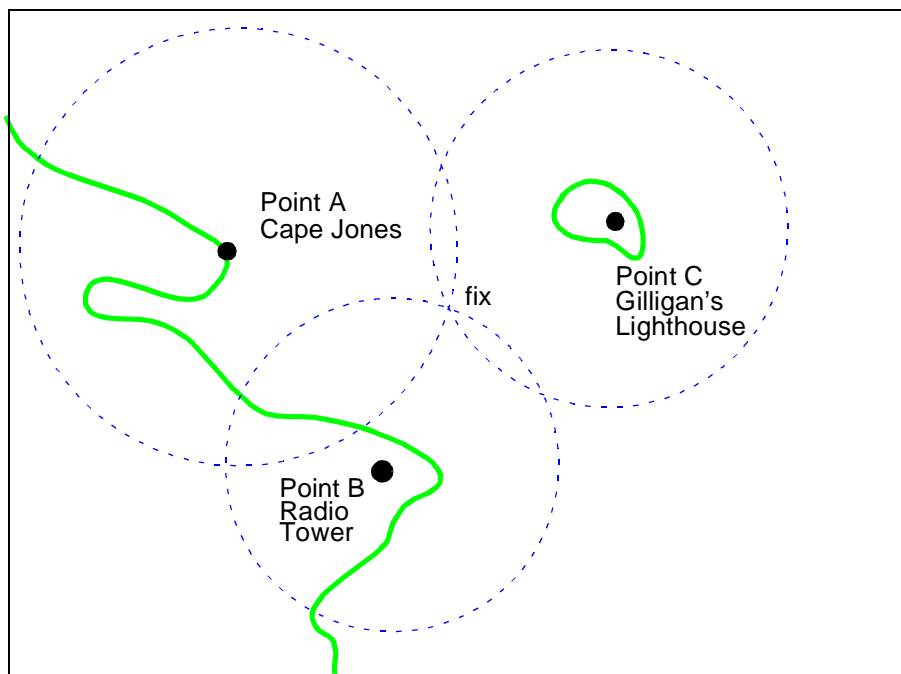 Point A
Cape Jones
fix
Point C
Gilligan's
Lighthouse
Point B
Radio
Tower